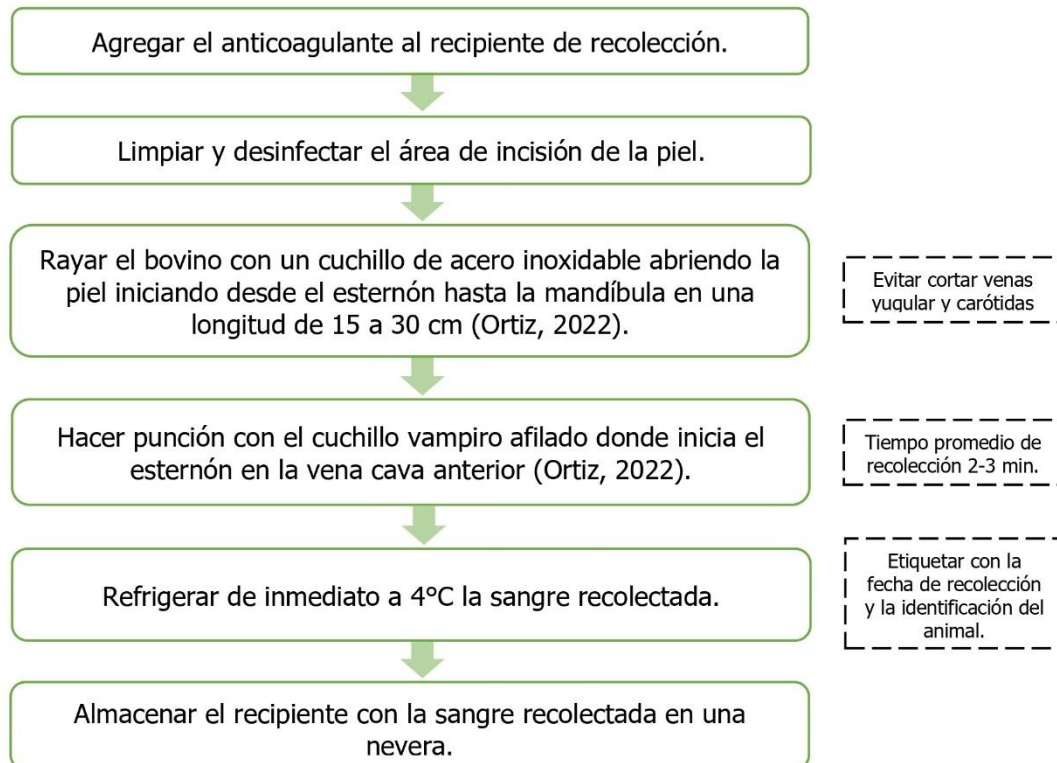 Agregar el anticoagulante al recipiente de recolección.
Limpiar y desinfectar el área de incisión de la piel.
Rayar el bovino con un cuchillo de acero inoxidable abriendo la
piel iniciando desde el esternón hasta la mandíbula en una
longitud de 15 a 30 cm (Ortiz, 2022).
Evitar cortar venas
yugular y carótidas
Hacer punción con el cuchillo vampiro afilado donde inicia el
esternón en la vena cava anterior (Ortiz, 2022).
Tiempo promedio de
recolección 2-3 min.
Refrigerar de inmediato a 4°C la sangre recolectada.
Etiquetar con la
fecha de recolección
y la identificación del
animal.
Almacenar el recipiente con la sangre recolectada en una
nevera.